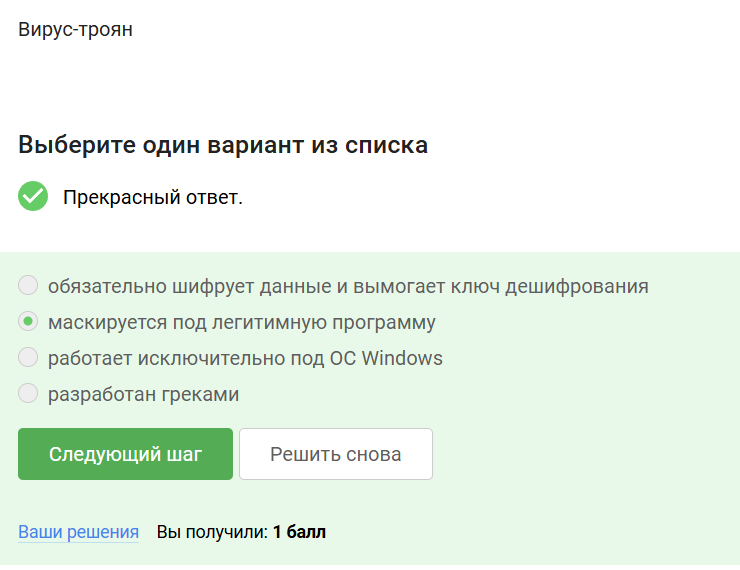 Вирус-троян
Выберите один вариант из списка
Прекрасный ответ.
обязательно шифрует данные и вымогает ключ дешифрования
маскируется под легитимную программу
работает исключительно под ОС Windows
разработан греками
Следующий шаг Решить снова
Ваши решения Вы получили: 1 балл